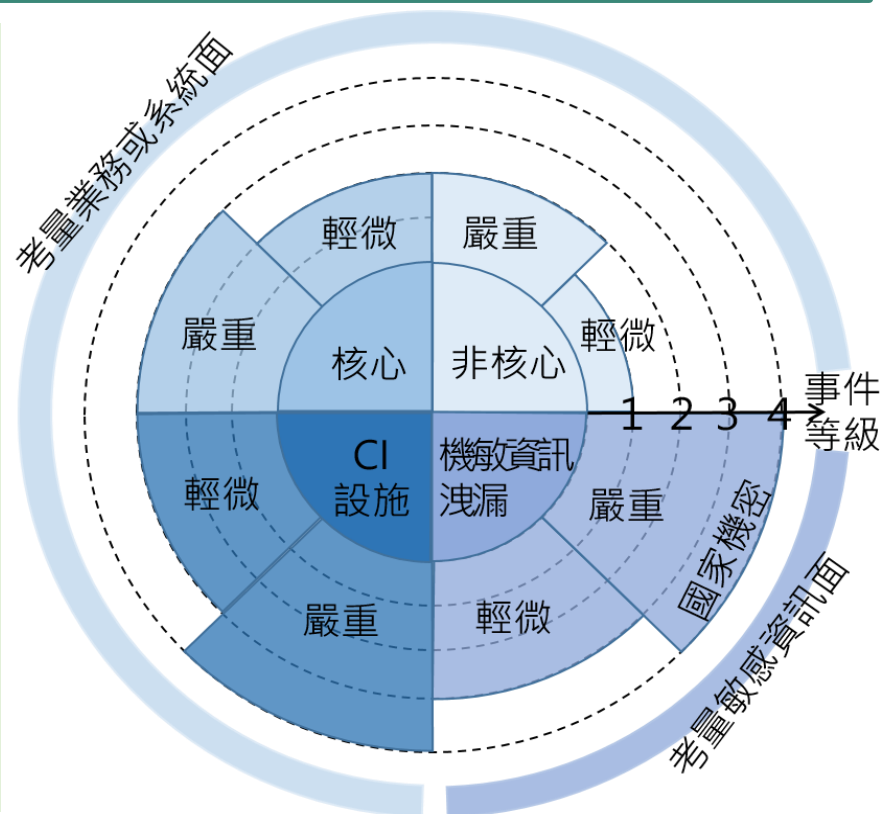 考量業務或系統面
輕微
嚴重
嚴重
輕微
核心
非核心
1 2 3 4
事件
等級
CI
設施
機敏資訊
洩漏
輕微
嚴重
國家機密
嚴重
輕微
考量敏感資訊面